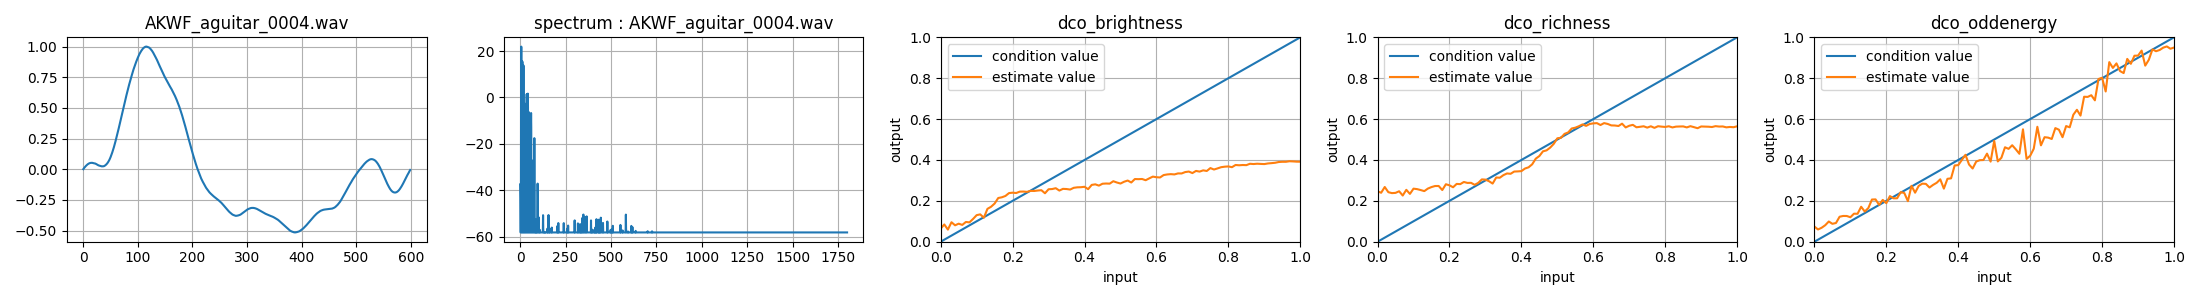 AKWF_aguitar_0004.wav
1.00
0.75
0.50
0.25
0.00
−0.25
−0.50
0 100 200 300 400 500 600
spectrum : AKWF_aguitar_0004.wav
20
0
−20
−40
−60
0 250 500 750 1000 1250 1500 1750
dco_brightness
condition value
estimate value
output
1.0
0.8
0.6
0.4
0.2
0.0
0.0 0.2 0.4 0.6 0.8 1.0
input
dco_richness
condition value
estimate value
output
1.0
0.8
0.6
0.4
0.2
0.0
0.0 0.2 0.4 0.6 0.8 1.0
input
dco_oddenergy
condition value
estimate value
output
1.0
0.8
0.6
0.4
0.2
0.0
0.0 0.2 0.4 0.6 0.8 1.0
input